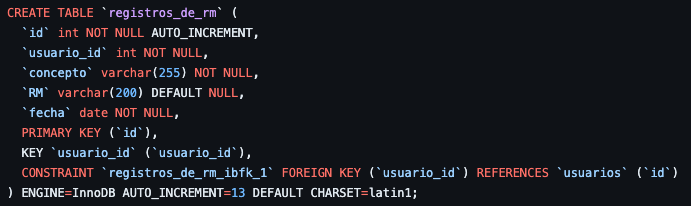 CREATE TABLE `registros_de_rm` (
  `id` int NOT NULL AUTO_INCREMENT,
  `usuario_id` int NOT NULL,
  `concepto` varchar(255) NOT NULL,
  `RM` varchar(200) DEFAULT NULL,
  `fecha` date NOT NULL,
  PRIMARY KEY (`id`),
  KEY `usuario_id` (`usuario_id`),
  CONSTRAINT `registros_de_rm_ibfk_1` FOREIGN KEY (`usuario_id`) REFERENCES `usuarios` (`id`)
) ENGINE=InnoDB AUTO_INCREMENT=13 DEFAULT CHARSET=latin1;